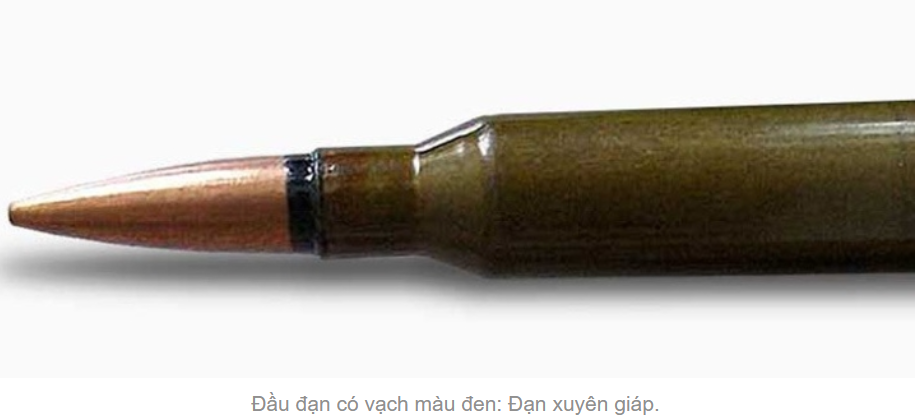 Đầu đạn có vạch màu đen: Đạn xuyên giáp.